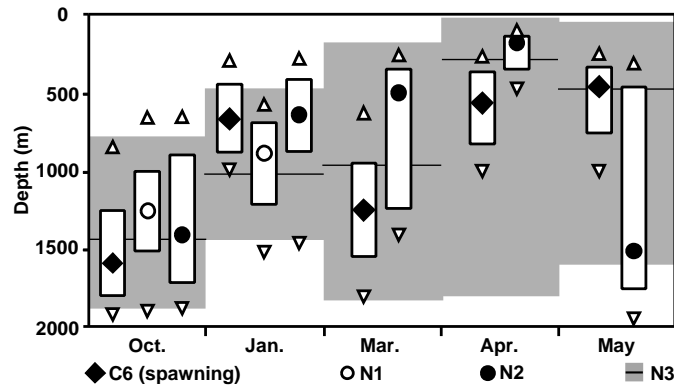 0
500
1000
1500
2000
Depth (m)
Oct. Jan. Mar. Apr. May
C6 (spawning) N1 N2 N3